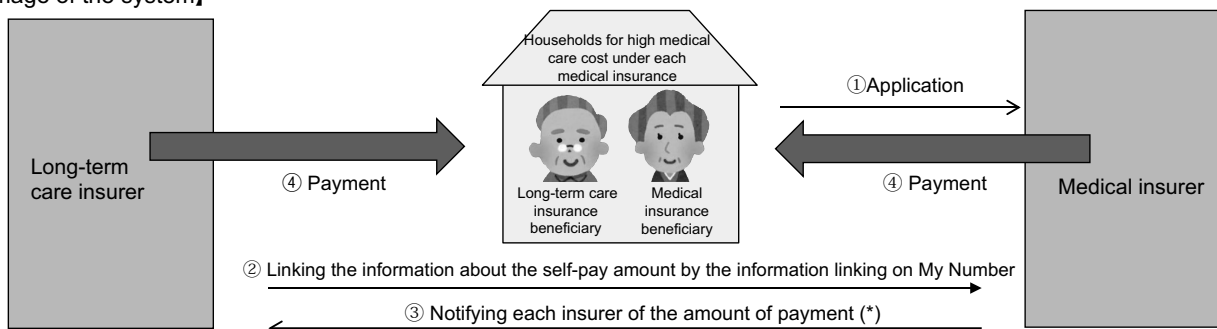 mage of the system】
Households for high medical
care cost under each
medical insurance
①Application
Long-term
care insurer
④ Payment
④ Payment
Medical insurer
Long-term care
insurance
beneficiary
Medical
insurance
beneficiary
② Linking the information about the self-pay amount by the information linking on My Number
③ Notifying each insurer of the amount of payment (*)